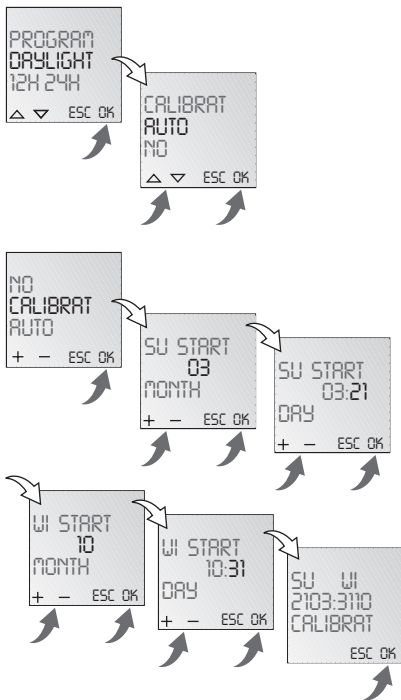 PROGRAM
DAYLIGHT
12H 24H
ESC OK
CALIBRAT
AUTO
NO
ESC OK
NO
CALIBRAT
AUTO
+ - ESC OK
SU START
03
MONTH
+ - ESC OK
SU START
03:21
DAY
+ - ESC OK
WI START
10
MONTH
+ - ESC OK
WI START
10:31
DAY
+ - ESC OK
SU WI
2103:3110
CALIBRAT
ESC OK